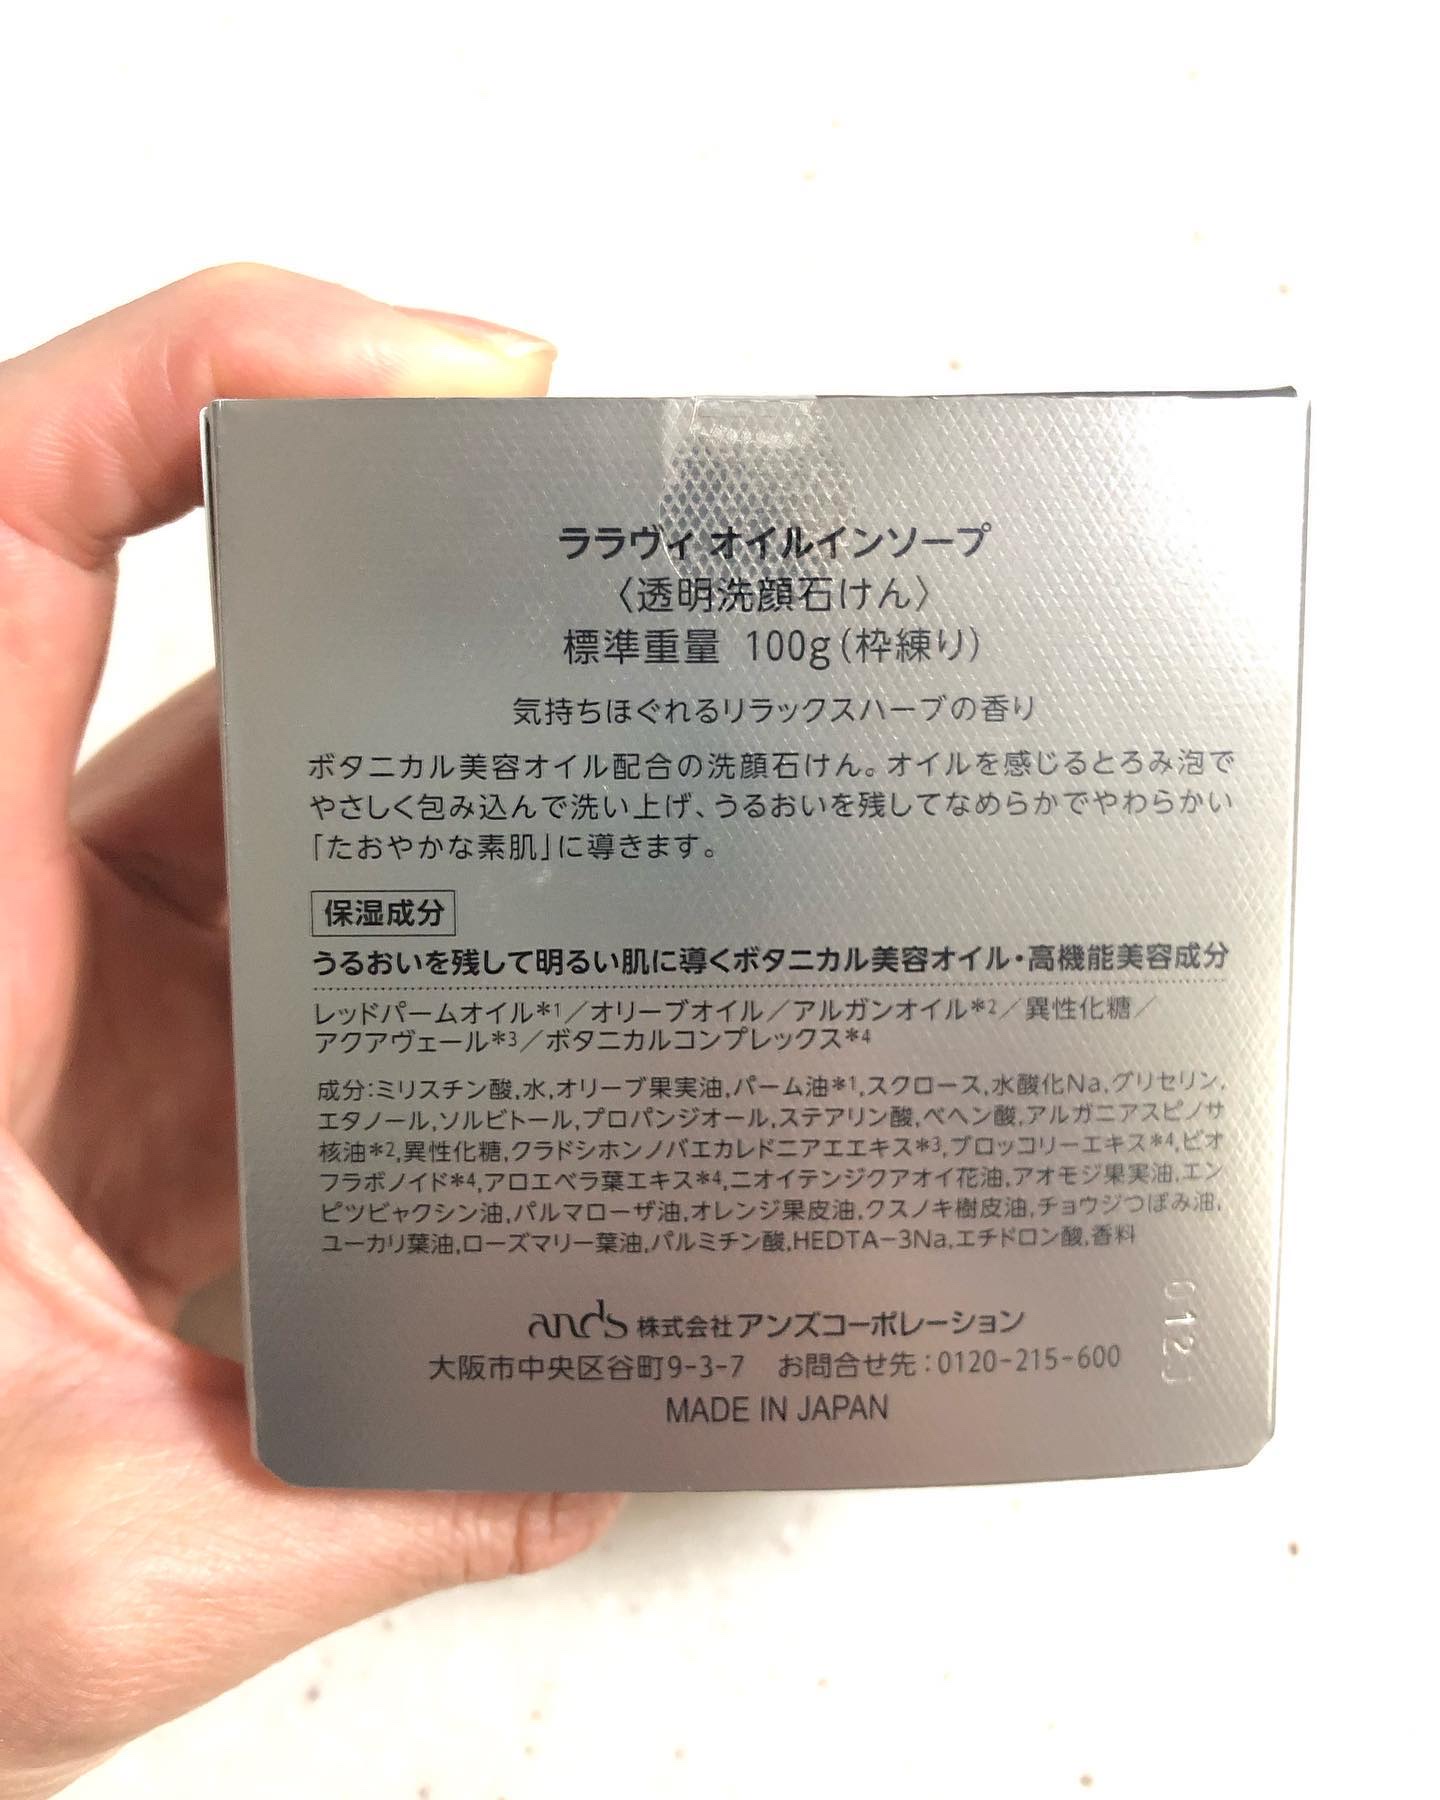 ララヴィ オイルインソープ
〈透明洗顔石けん〉
標準重量 100g(枠練り)
気持ちほぐれるリラックスハーブの香り
ボタニカル美容オイル配合の洗顔石けん。オイルを感じるとろみ泡で
やさしく包み込んで洗い上げ、うるおいを残してなめらかでやわらかい
「たおやかな素肌」に導きます。
保湿成分
うるおいを残して明るい肌に導くボタニカル美容オイル・高機能美容成分
レッドパームオイル*1／オリーブオイル／アルガンオイル*2／異性化糖／
アクアヴェール*3／ボタニカルコンプレックス*4
成分:ミリスチン酸,水,オリーブ果実油,パーム油*1,スクロース,水酸化Na,グリセリン,
エタノール,ソルビトール,プロパンジオール,ステアリン酸,ベヘン酸,アルガニアスピノサ
核油*2,異性化糖,クラドシホンノバエカレドニアエエキス*3,ブロッコリーエキス*4,ビオ
フラボノイド*4,アロエベラ葉エキス*4,ニオイテンジクアオイ花油,アオモジ果実油,エン
ピツビャクシン油,パルマローザ油,オレンジ果皮油,クスノキ樹皮油,チョウジつぼみ油,
ユーカリ葉油,ローズマリー葉油,パルミチン酸,HEDTA-3Na,エチドロン酸,香料
ands 株式会社アンズコーポレーション
大阪市中央区谷町9-3-7 お問合せ先:0120-215-600
MADE IN JAPAN